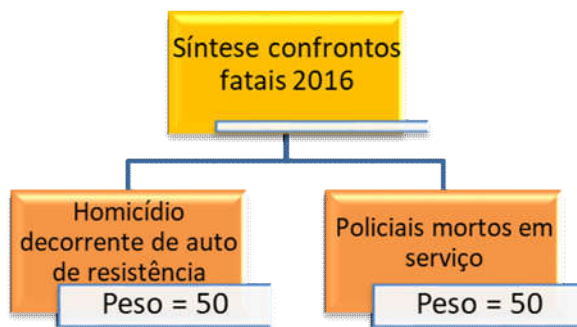 Síntese confrontos
fatais 2016
Homicídio
decorrente de auto
de resistência
Peso = 50
Policiais mortos em
serviço
Peso = 50